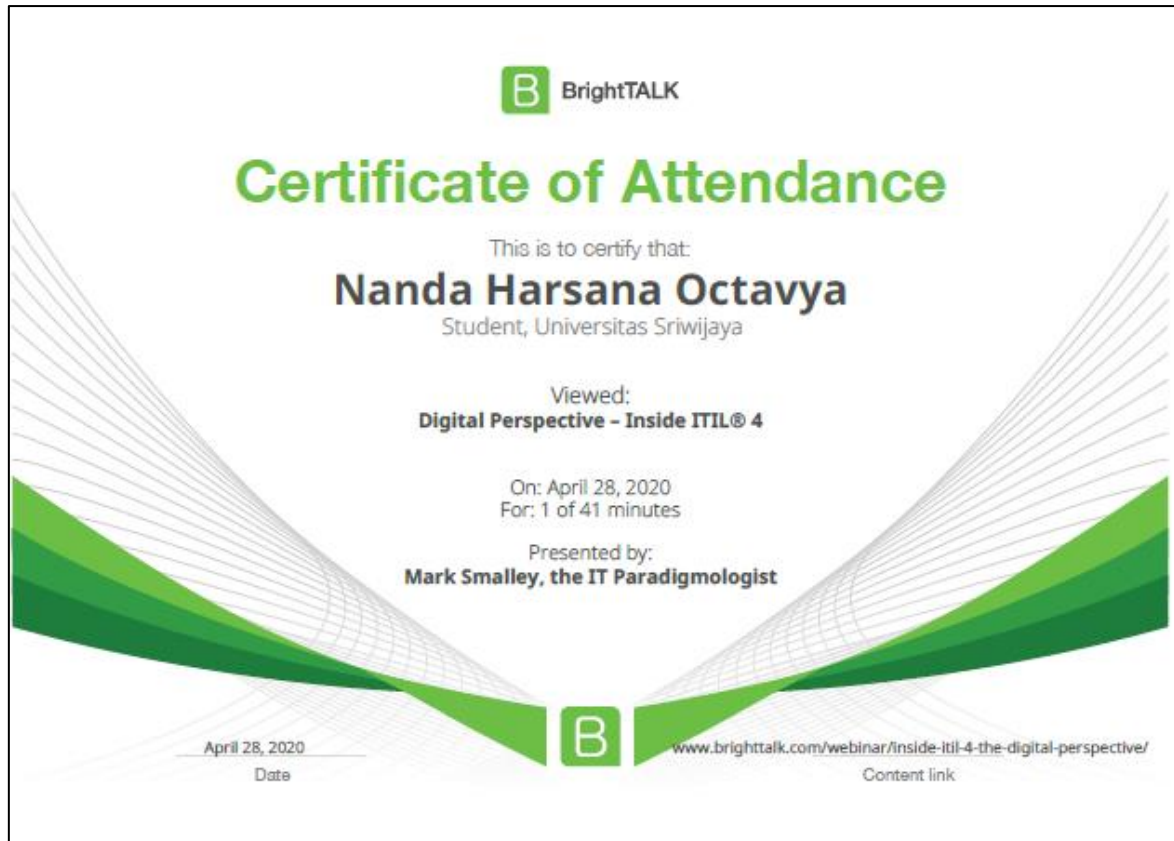 B BrightTALK
Certificate of Attendance
This is to certify that:
Nanda Harsana Octavya
Student, Universitas Sriwijaya
Viewed:
Digital Perspective – Inside ITIL® 4
On: April 28, 2020
For: 1 of 41 minutes
Presented by:
Mark Smalley, the IT Paradigmologist
B
April 28, 2020
Date
www.brighttalk.com/webinar/inside-itil-4-the-digital-perspective/
Content link